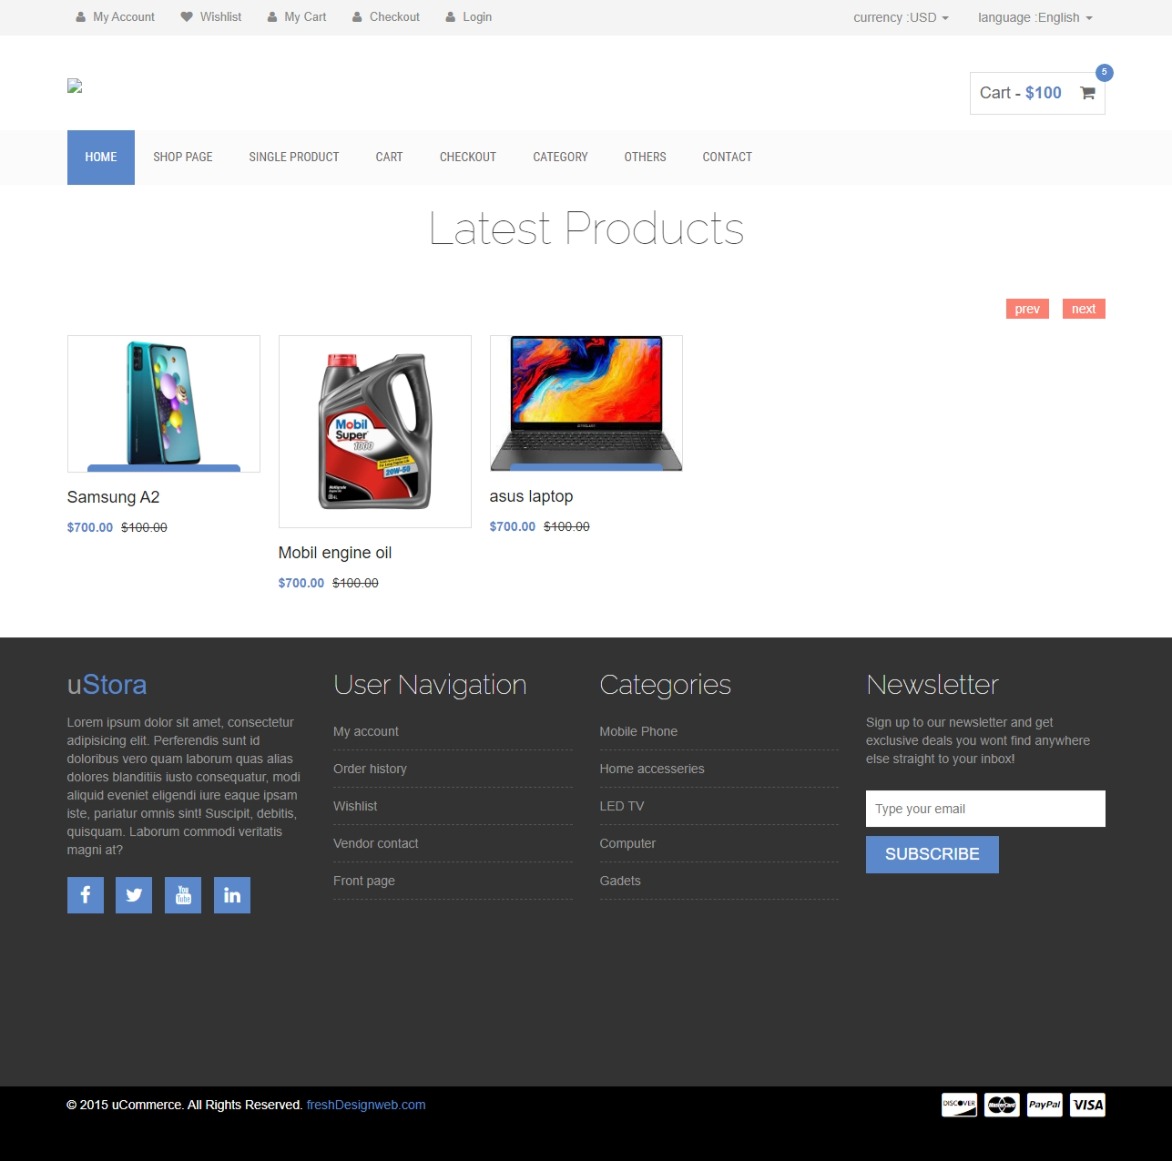 My Account Wishlist My Cart Checkout Login currency :USD language :English
5
Cart - $100
HOME SHOP PAGE SINGLE PRODUCT CART CHECKOUT CATEGORY OTHERS CONTACT
Latest Products
prev next
Mobil
Super
1000
20W-50
Samsung A2
$700.00 $100.00
Mobil engine oil
$700.00 $100.00
asus laptop
$700.00 $100.00
uStora
Lorem ipsum dolor sit amet, consectetur
adipisicing elit. Perferendis sunt id
doloribus vero quam laborum quas alias
dolores blanditiis iusto consequatur, modi
aliquid eveniet eligendi iure eaque ipsam
iste, pariatur omnis sint! Suscipit, debitis,
quisquam. Laborum commodi veritatis
magni at?
You
Tube
User Navigation
My account
Order history
Wishlist
Vendor contact
Front page
Categories
Mobile Phone
Home accesseries
LED TV
Computer
Gadets
Newsletter
Sign up to our newsletter and get
exclusive deals you wont find anywhere
else straight to your inbox!
Type your email
SUBSCRIBE
© 2015 uCommerce. All Rights Reserved. freshDesignweb.com
DISCOVER MasterCard PayPal VISA